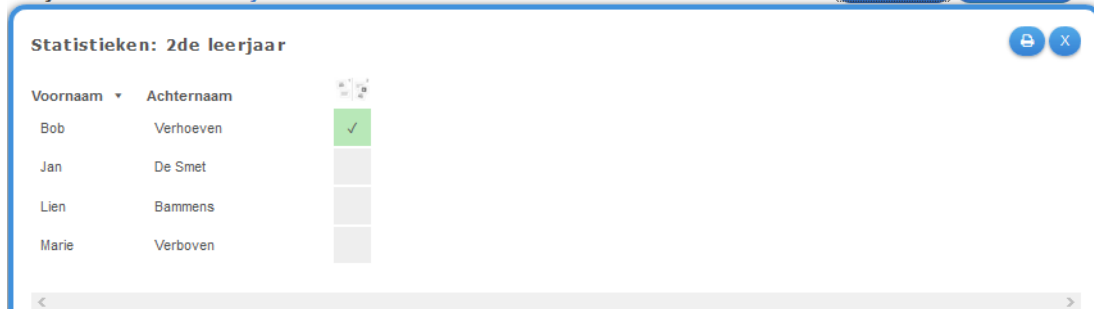 Statistieken: 2de leerjaar
X
Voornaam Achternaam
Bob Verhoeven ✓
Jan De Smet
Lien Bammens
Marie Verboven